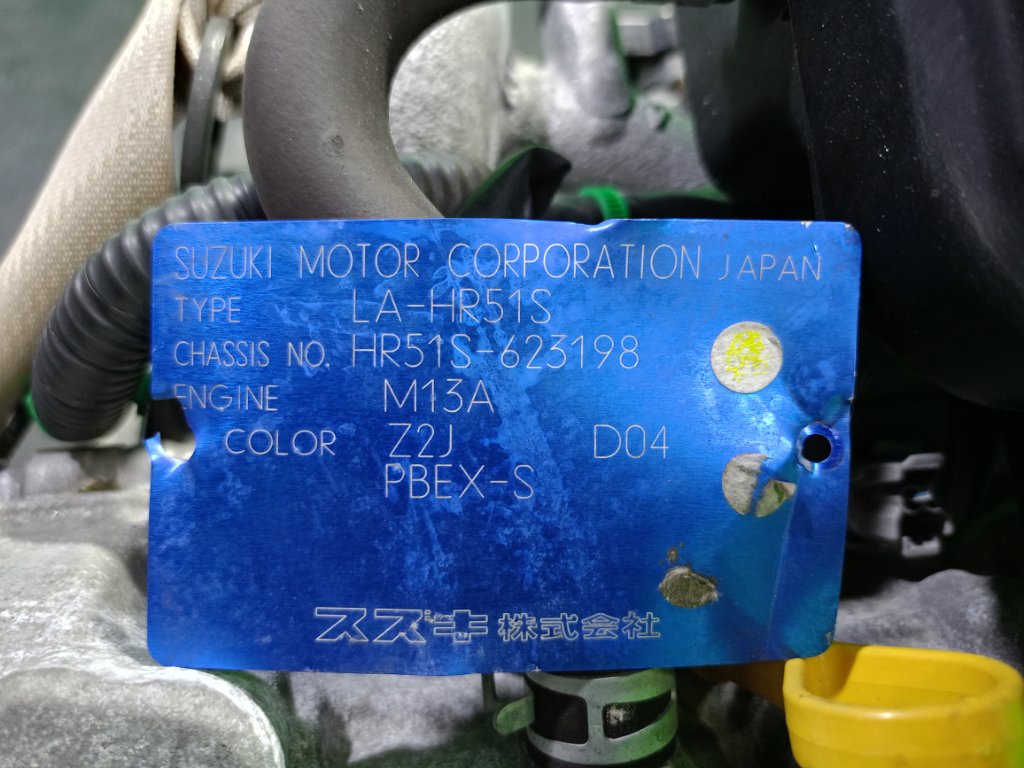 SUZUKI MOTOR CORPORATION JAPAN
TYPE LA-HR51S
CHASSIS NO. HR51S-623198
ENGINE M13A
COLOR Z2J D04
PBEX-S
スズキ株式会社